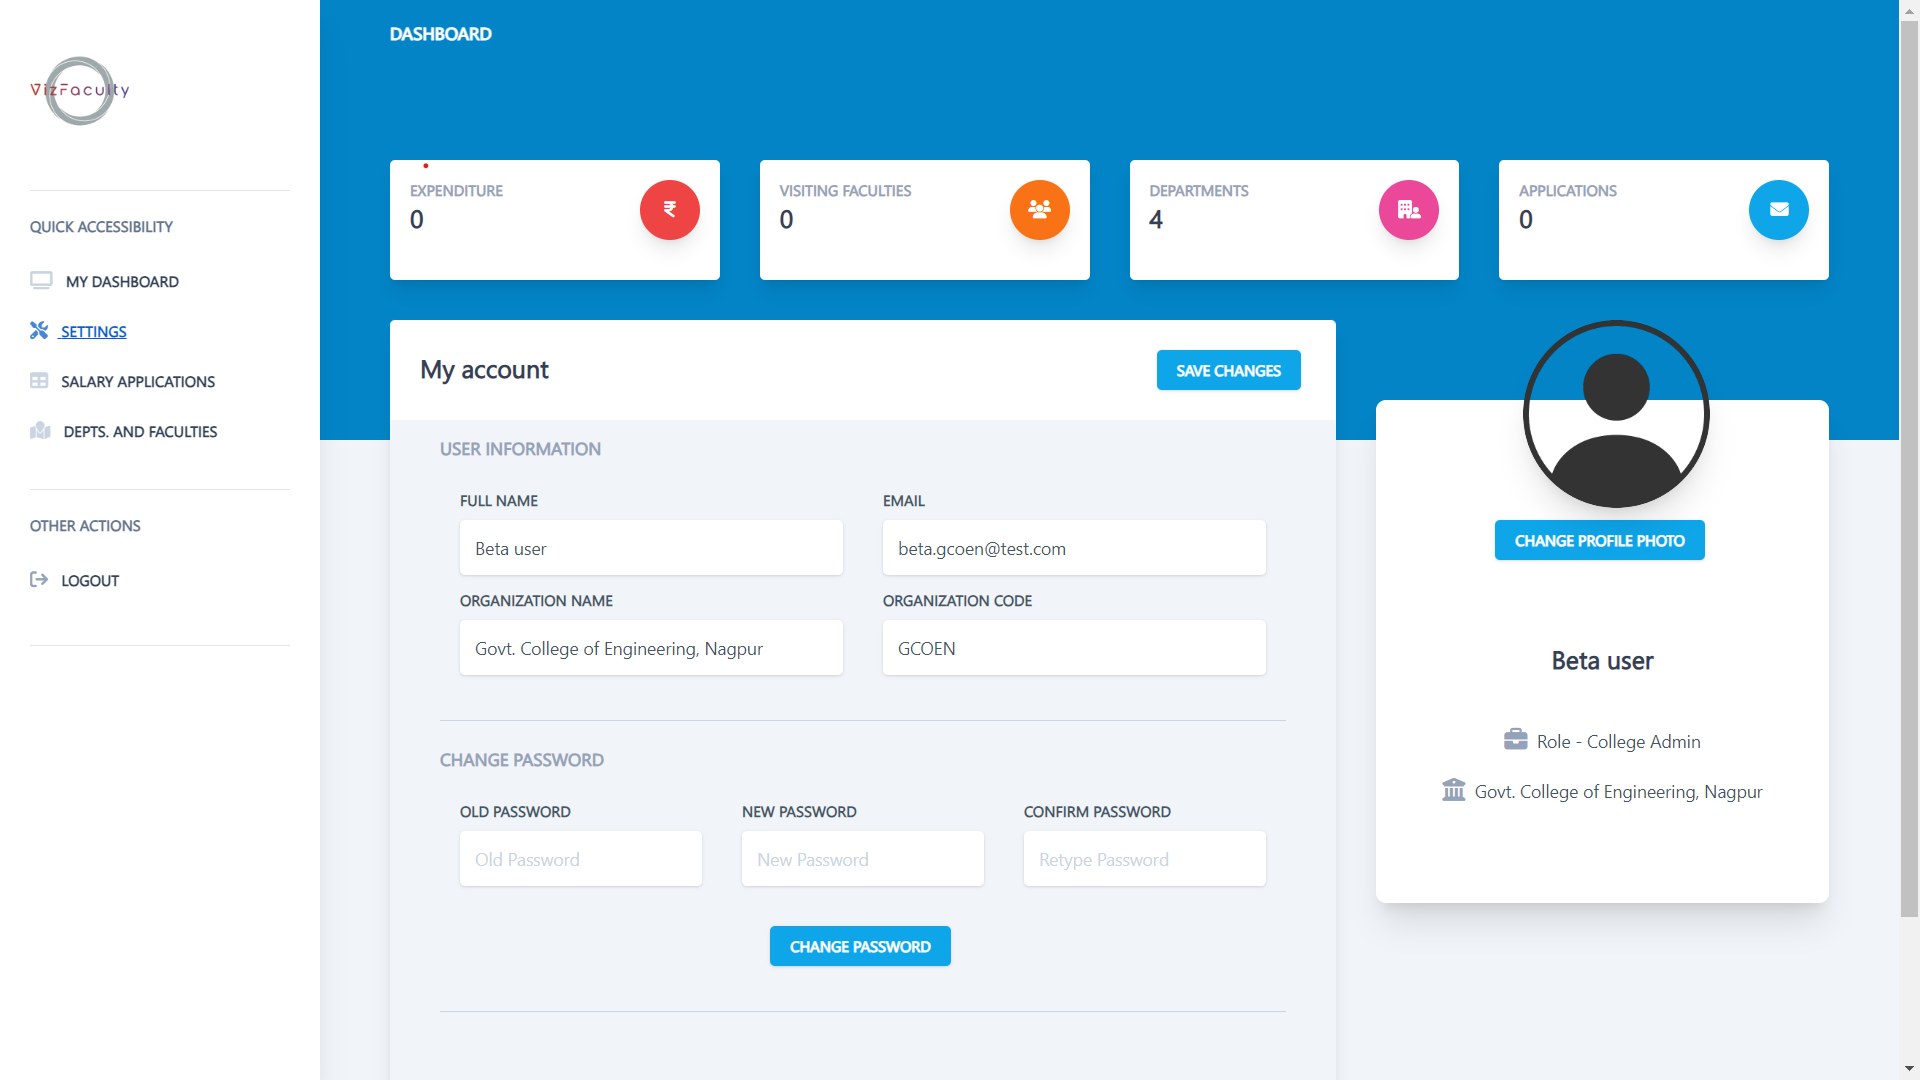 VizFaculty
QUICK ACCESSIBILITY
MY DASHBOARD
SETTINGS
SALARY APPLICATIONS
DEPTS. AND FACULTIES
OTHER ACTIONS
LOGOUT
DASHBOARD
EXPENDITURE
0
₹
VISITING FACULTIES
0
DEPARTMENTS
4
APPLICATIONS
0
My account
SAVE CHANGES
USER INFORMATION
FULL NAME
Beta user
EMAIL
beta.gcoen@test.com
ORGANIZATION NAME
Govt. College of Engineering, Nagpur
ORGANIZATION CODE
GCOEN
CHANGE PASSWORD
OLD PASSWORD
Old Password
NEW PASSWORD
New Password
CONFIRM PASSWORD
Retype Password
CHANGE PASSWORD
CHANGE PROFILE PHOTO
Beta user
Role - College Admin
Govt. College of Engineering, Nagpur